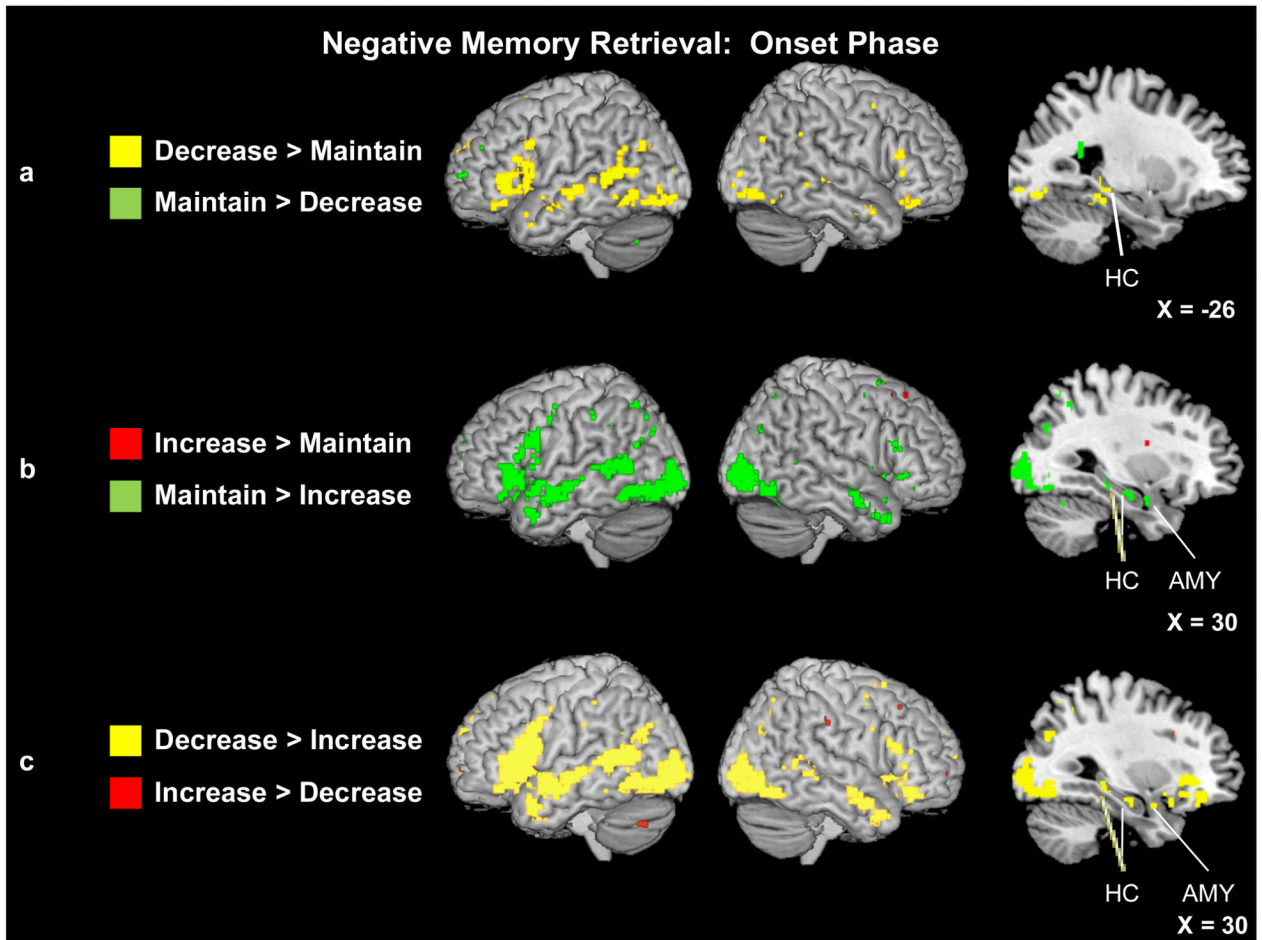 Negative Memory Retrieval: Onset Phase
a
Decrease > Maintain
Maintain > Decrease
HC
X = -26
b
Increase > Maintain
Maintain > Increase
HC
AMY
X = 30
c
Decrease > Increase
Increase > Decrease
HC
AMY
X = 30